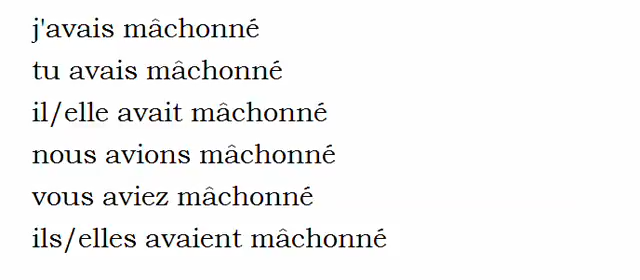 j'avais mâchonné
tu avais mâchonné
il/elle avait mâchonné
nous avions mâchonné
vous aviez mâchonné
ils/elles avaient mâchonné